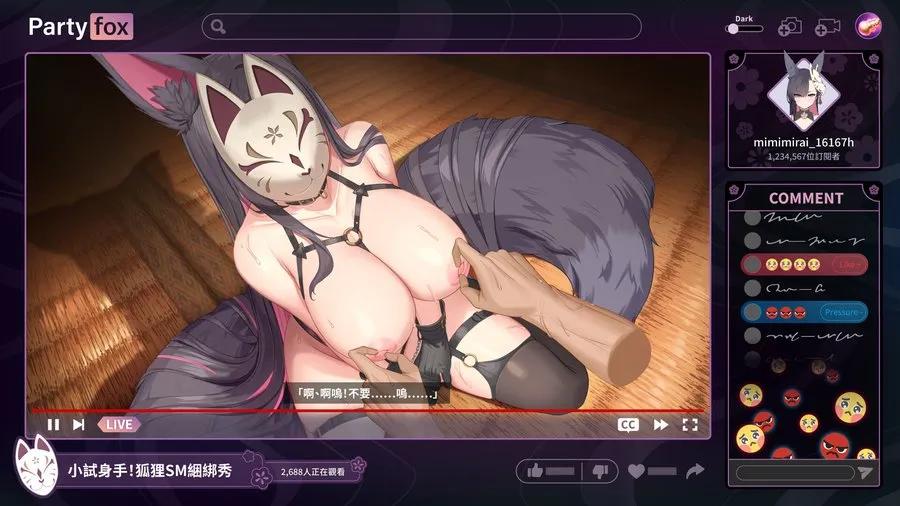 Party fox
Dark
mimimirai_16167h
1,234,567位訂閱者
COMMENT
Like~
Pressure~
「啊、啊嗚！不要……嗚……」
LIVE
CC
小試身手！狐狸SM綑綁秀
2,688人正在觀看